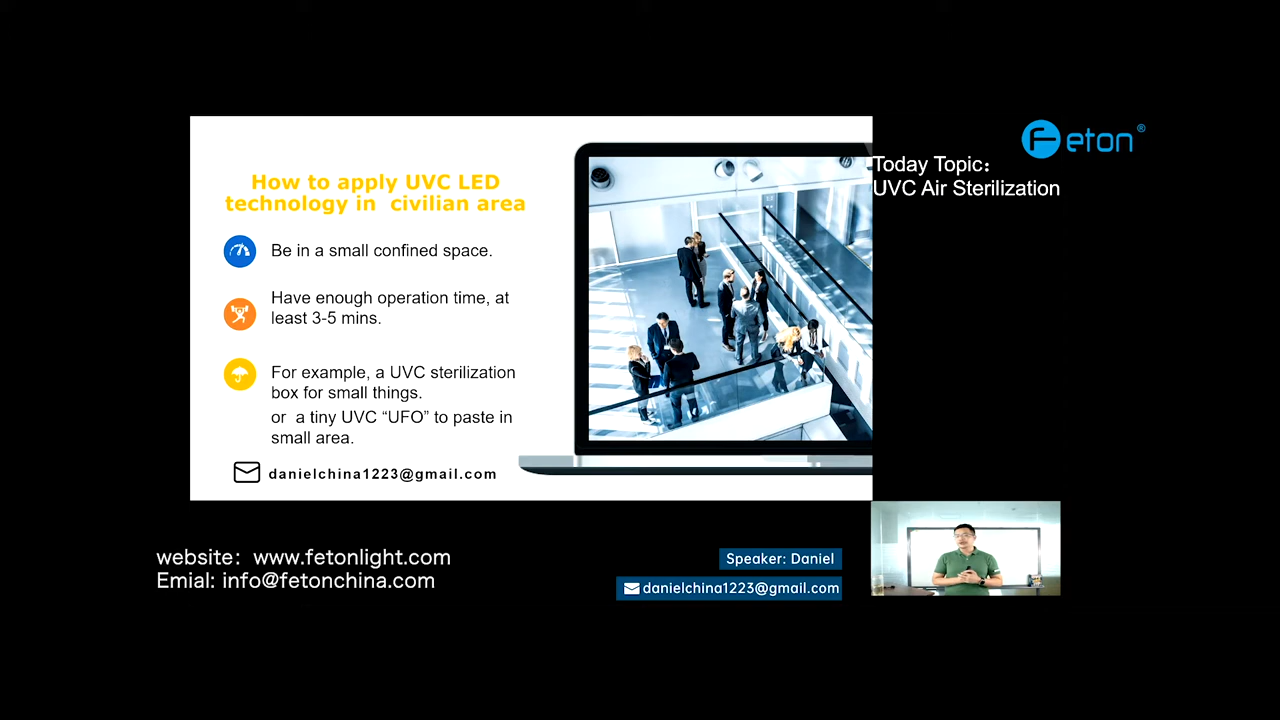 How to apply UVC LED
technology in  civilian area
Be in a small confined space.
Have enough operation time, at
least 3-5 mins.
For example, a UVC sterilization
box for small things.
or  a tiny UVC “UFO” to paste in
small area.
danielchina1223@gmail.com
Feton®
Today Topic：
UVC Air Sterilization
website：www.fetonlight.com
Emial: info@fetonchina.com
Speaker: Daniel
danielchina1223@gmail.com